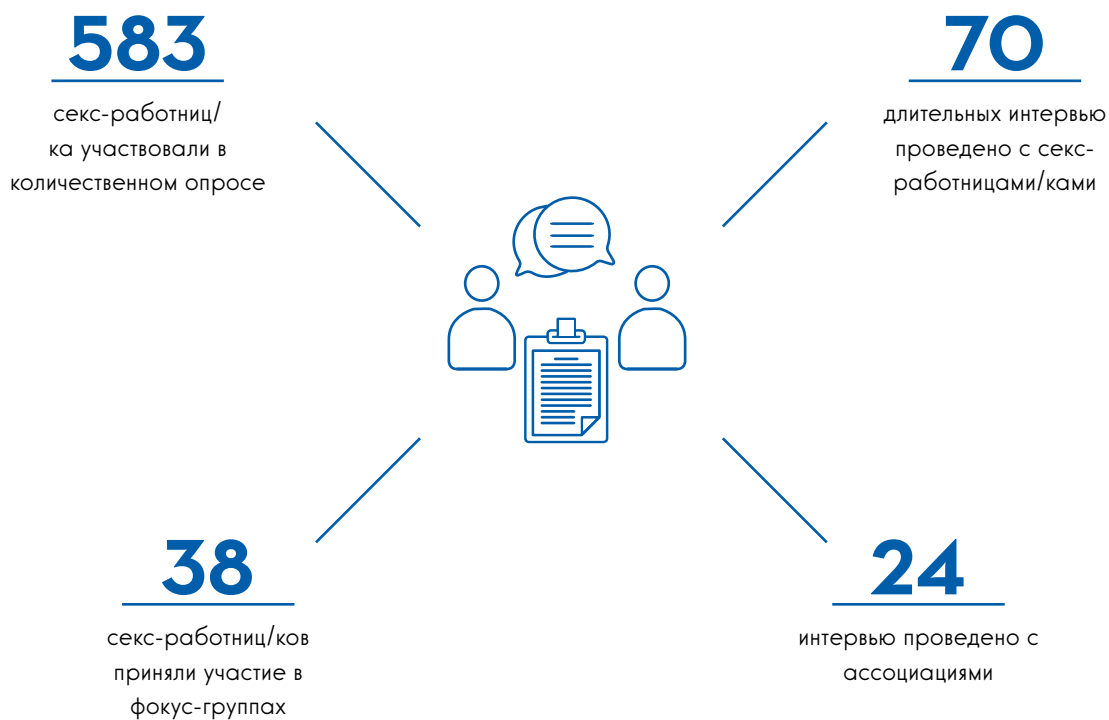 583
секс-работниц/
ка участвовали в
количественном опросе
70
длительных интервью
проведено с секс-
работницами/ками
38
секс-работниц/ков
приняли участие в
фокус-группах
24
интервью проведено с
ассоциациями